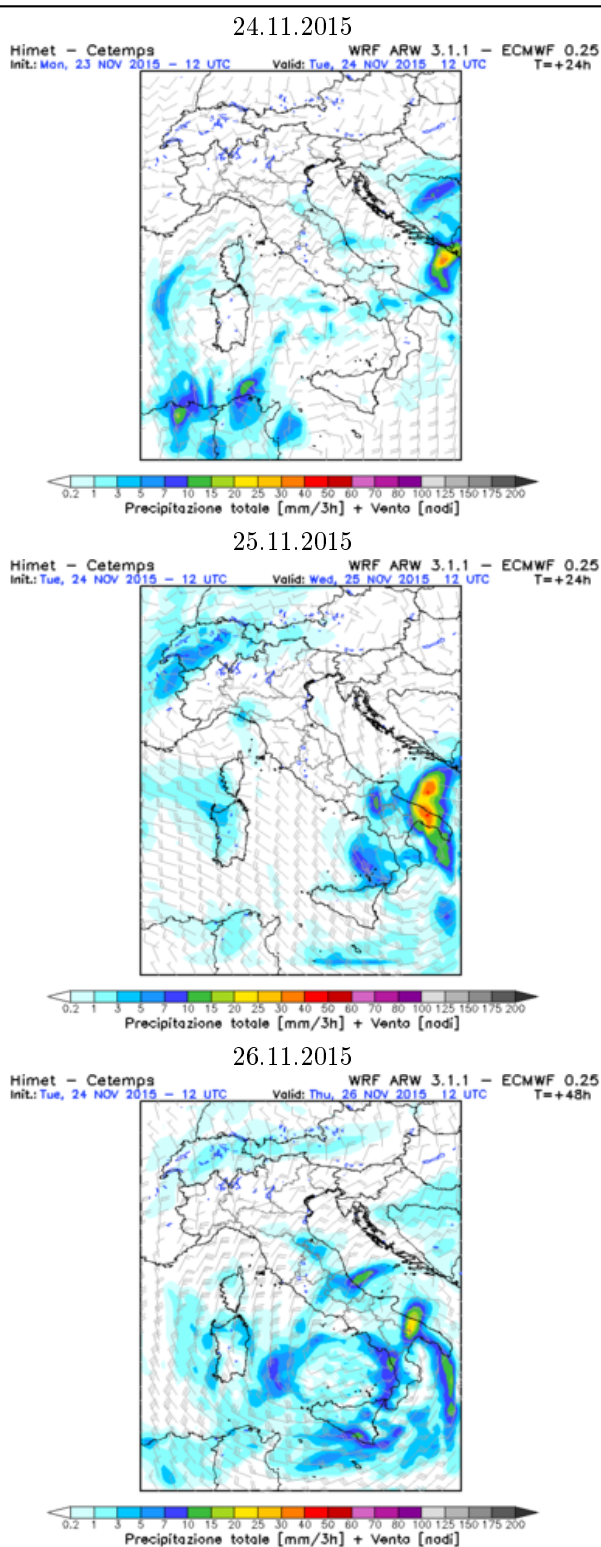 24.11.2015
Himet – Cetemps WRF ARW 3.1.1 – ECMWF 0.25
Init.: Mon, 23 NOV 2015 – 12 UTC Valid: Tue, 24 NOV 2015 12 UTC T=+24h
0.2 1 3 5 7 10 15 20 25 30 40 50 60 70 80 100 125 150 175 200
Precipitazione totale [mm/3h] + Vento [nodi]
25.11.2015
Himet – Cetemps WRF ARW 3.1.1 – ECMWF 0.25
Init.: Tue, 24 NOV 2015 – 12 UTC Valid: Wed, 25 NOV 2015 12 UTC T=+24h
0.2 1 3 5 7 10 15 20 25 30 40 50 60 70 80 100 125 150 175 200
Precipitazione totale [mm/3h] + Vento [nodi]
26.11.2015
Himet – Cetemps WRF ARW 3.1.1 – ECMWF 0.25
Init.: Tue, 24 NOV 2015 – 12 UTC Valid: Thu, 26 NOV 2015 12 UTC T=+48h
0.2 1 3 5 7 10 15 20 25 30 40 50 60 70 80 100 125 150 175 200
Precipitazione totale [mm/3h] + Vento [nodi]